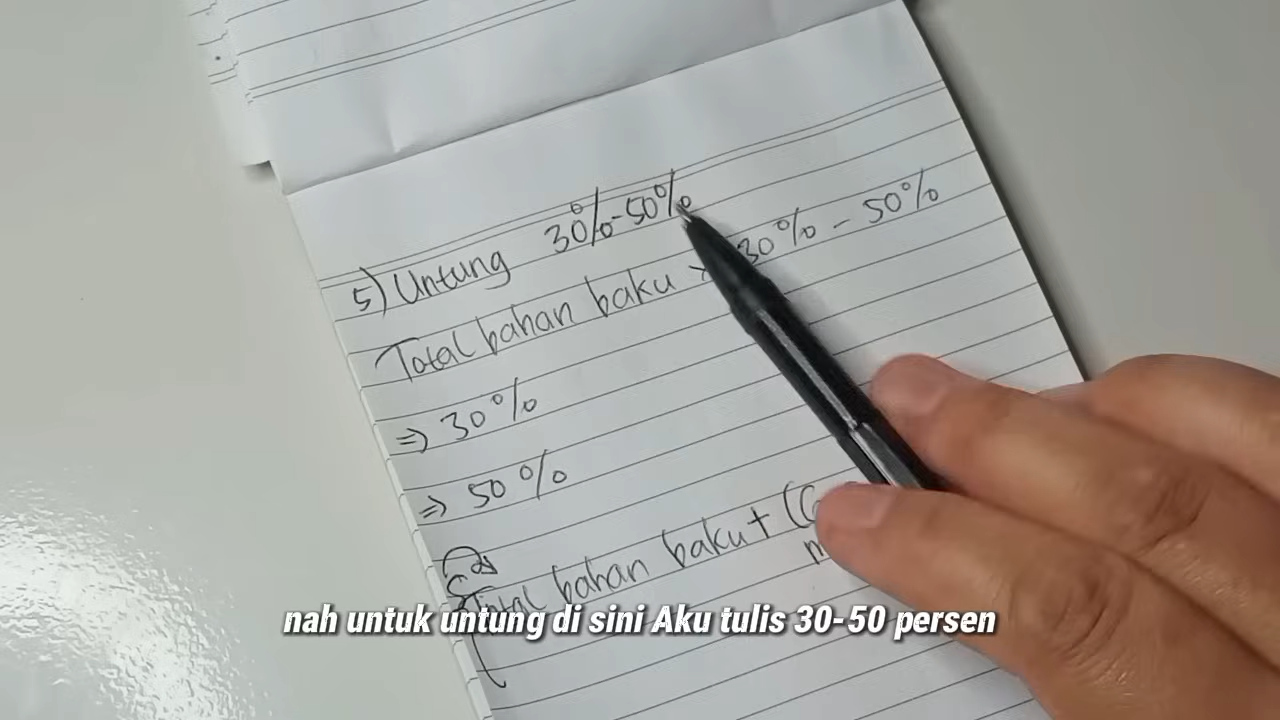 5) Untung 30%-50%
Total bahan baku x 30% - 50%
=> 30%
=> 50%
Total bahan baku + (
nah untuk untung di sini Aku tulis 30-50 persen